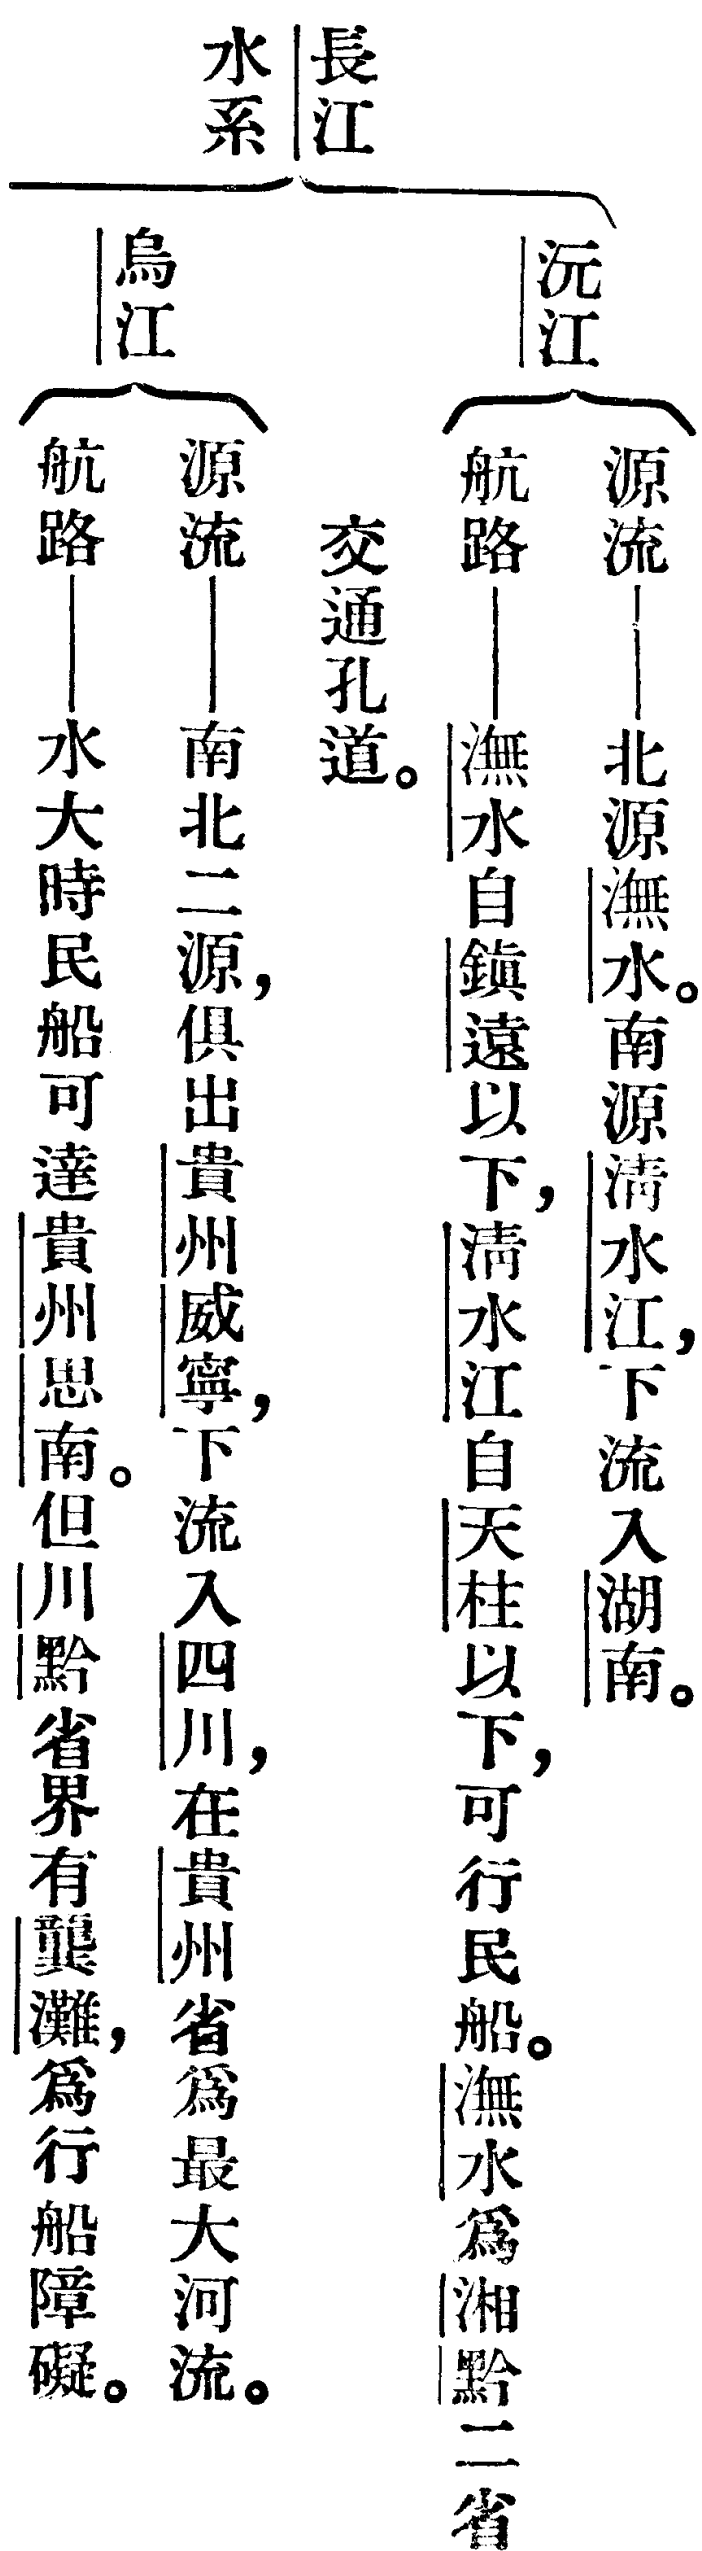 長江
水系
沅江
源流——北源潕水。南源清水江，下流入湖南。
航路——潕水自鎭遠以下，清水江自天柱以下，可行民船。潕水爲湘黔二省
交通孔道。
烏江
源流——南北二源，俱出貴州威寧，下流入四川，在貴州省爲最大河流。
航路——水大時民船可達貴州思南。但川黔省界有龔灘，爲行船障礙。